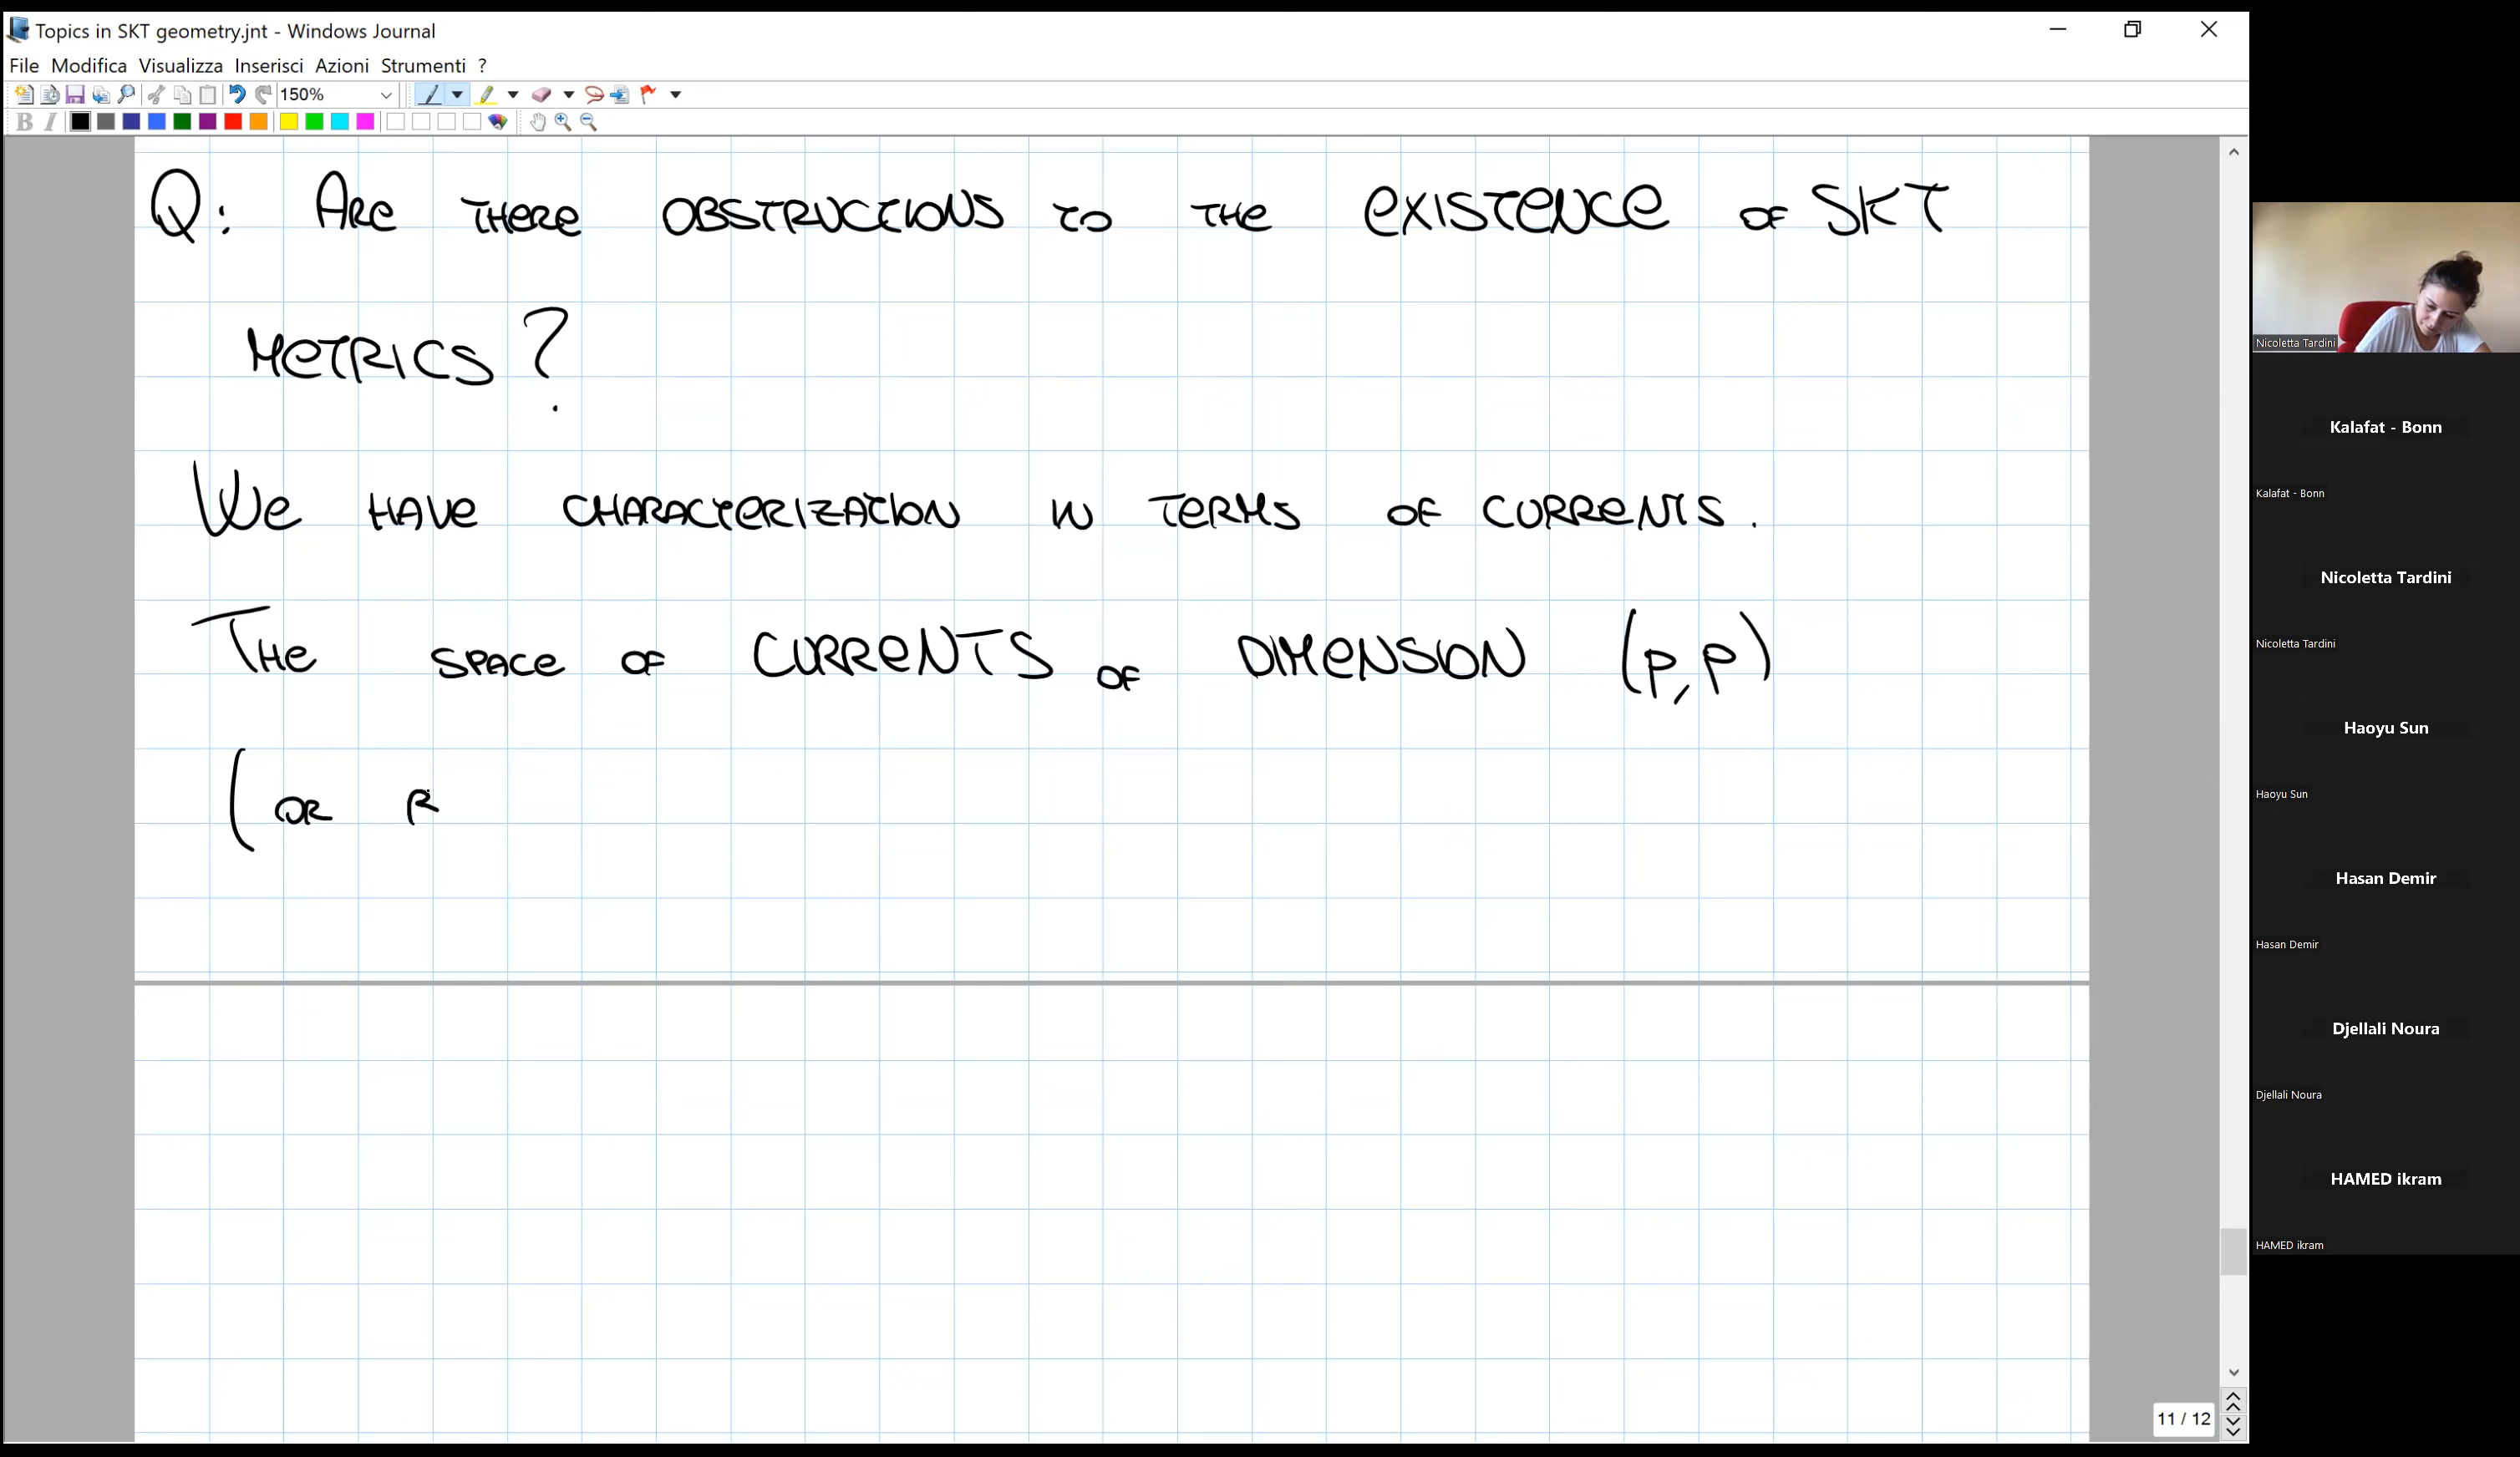 Topics in SKT geometry.jnt - Windows Journal
File Modifica Visualizza Inserisci Azioni Strumenti ?
150%
B I
Q: ARE THERE OBSTRUCTIONS TO THE EXISTENCE OF SKT
METRICS?
WE HAVE CHARACTERIZATION IN TERMS OF CURRENTS.
THE SPACE OF CURRENTS OF DIMENSION (p,p)
(OR
11 / 12
Nicoletta Tardini
Kalafat - Bonn
Kalafat - Bonn
Nicoletta Tardini
Nicoletta Tardini
Haoyu Sun
Haoyu Sun
Hasan Demir
Hasan Demir
Djellali Noura
Djellali Noura
HAMED ikram
HAMED ikram